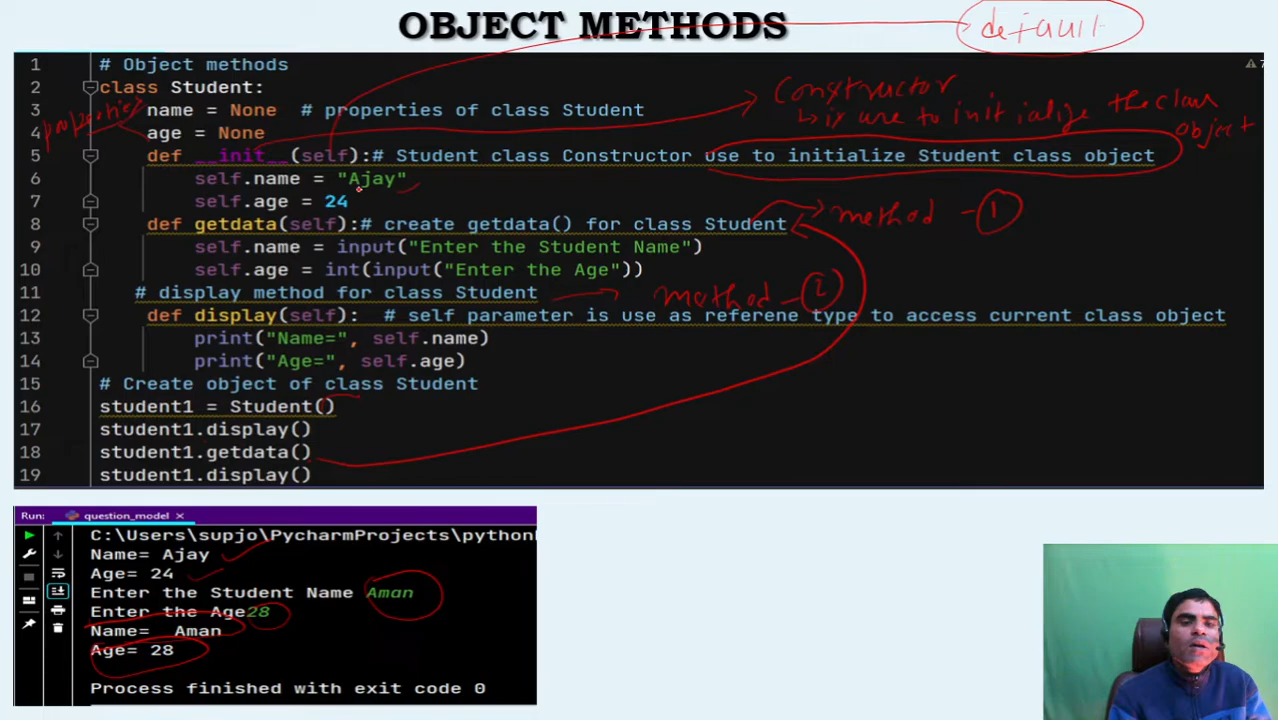 OBJECT METHODS
default
1 # Object methods
2 class Student:
3 name = None # properties of class Student
4 age = None
5 def __init__(self):# Student class Constructor use to initialize Student class object
6 self.name = "Ajay"
7 self.age = 24
8 def getdata(self):# create getdata() for class Student
9 self.name = input("Enter the Student Name")
10 self.age = int(input("Enter the Age"))
11 # display method for class Student
12 def display(self): # self parameter is use as referene type to access current class object
13 print("Name=", self.name)
14 print("Age=", self.age)
15 # Create object of class Student
16 student1 = Student()
17 student1.display()
18 student1.getdata()
19 student1.display()
properties
Constructor
is use to initialize the class
object
method - 1
method - 2
7
Run: question_model ×
C:\Users\supjo\PycharmProjects\python
Name= Ajay
Age= 24
Enter the Student Name Aman
Enter the Age28
Name= Aman
Age= 28
Process finished with exit code 0